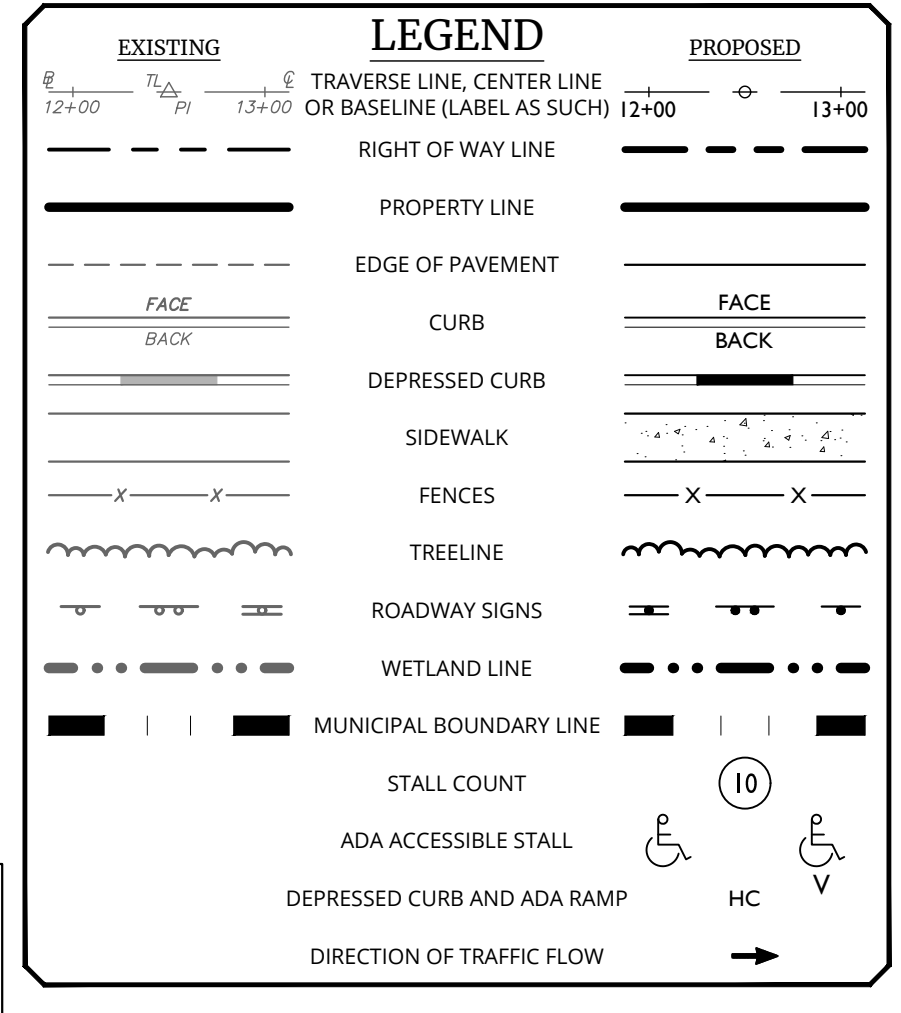 LEGEND
EXISTING
PROPOSED
B L
TL
C L
12+00
PI
13+00
TRAVERSE LINE, CENTER LINE
OR BASELINE (LABEL AS SUCH)
12+00
13+00
RIGHT OF WAY LINE
PROPERTY LINE
EDGE OF PAVEMENT
FACE
BACK
CURB
FACE
BACK
DEPRESSED CURB
SIDEWALK
X X
FENCES
X X
TREELINE
ROADWAY SIGNS
WETLAND LINE
MUNICIPAL BOUNDARY LINE
STALL COUNT
10
ADA ACCESSIBLE STALL
V
DEPRESSED CURB AND ADA RAMP
HC
DIRECTION OF TRAFFIC FLOW